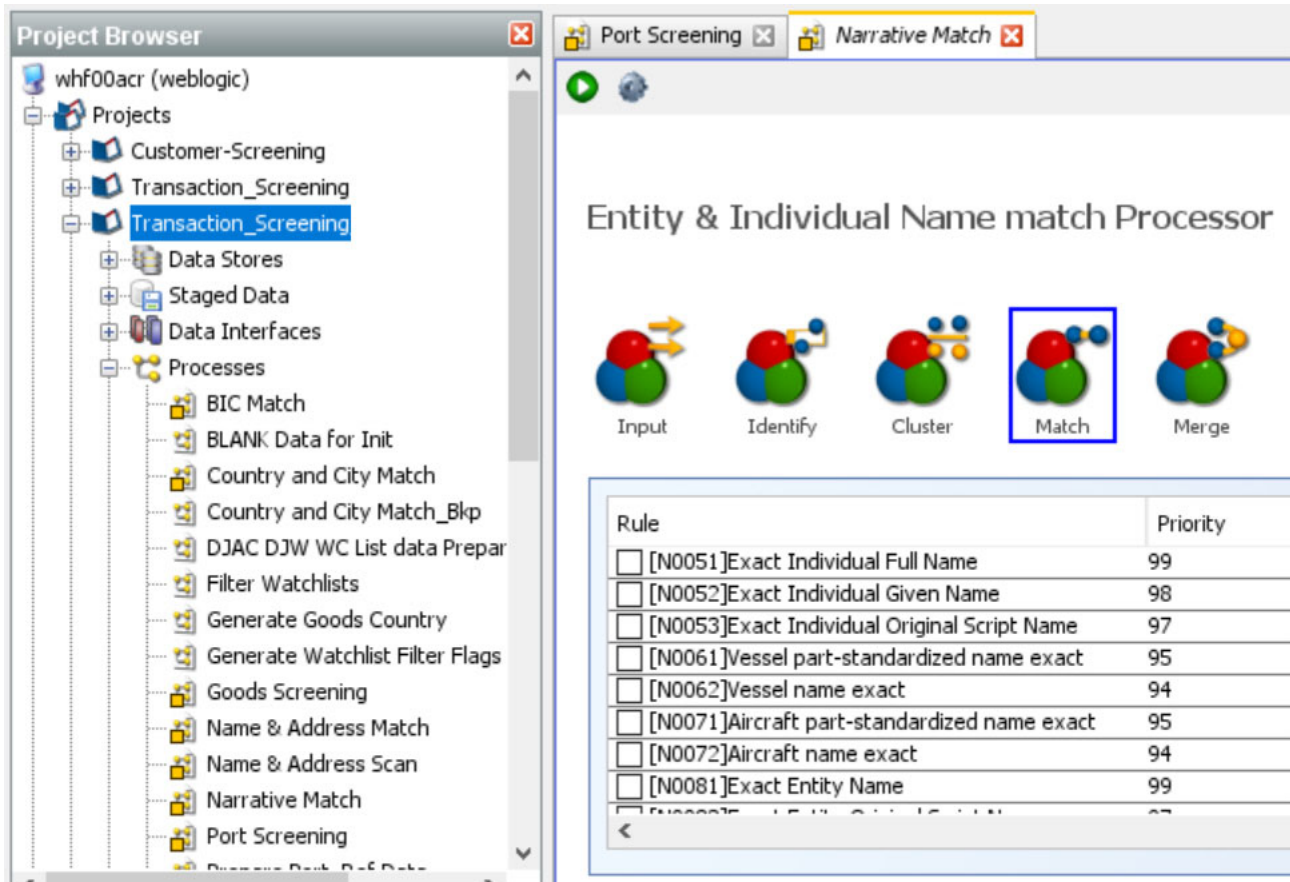 Project Browser
whf00acr (weblogic)
Projects
Customer-Screening
Transaction_Screening
Transaction_Screening
Data Stores
Staged Data
Data Interfaces
Processes
BIC Match
BLANK Data for Init
Country and City Match
Country and City Match_Bkp
DJAC DJW WC List data Prepar
Filter Watchlists
Generate Goods Country
Generate Watchlist Filter Flags
Goods Screening
Name & Address Match
Name & Address Scan
Narrative Match
Port Screening
Port Screening Narrative Match
Entity & Individual Name match Processor
Input Identify Cluster Match Merge
Rule Priority
[N0051]Exact Individual Full Name 99
[N0052]Exact Individual Given Name 98
[N0053]Exact Individual Original Script Name 97
[N0061]Vessel part-standardized name exact 95
[N0062]Vessel name exact 94
[N0071]Aircraft part-standardized name exact 95
[N0072]Aircraft name exact 94
[N0081]Exact Entity Name 99